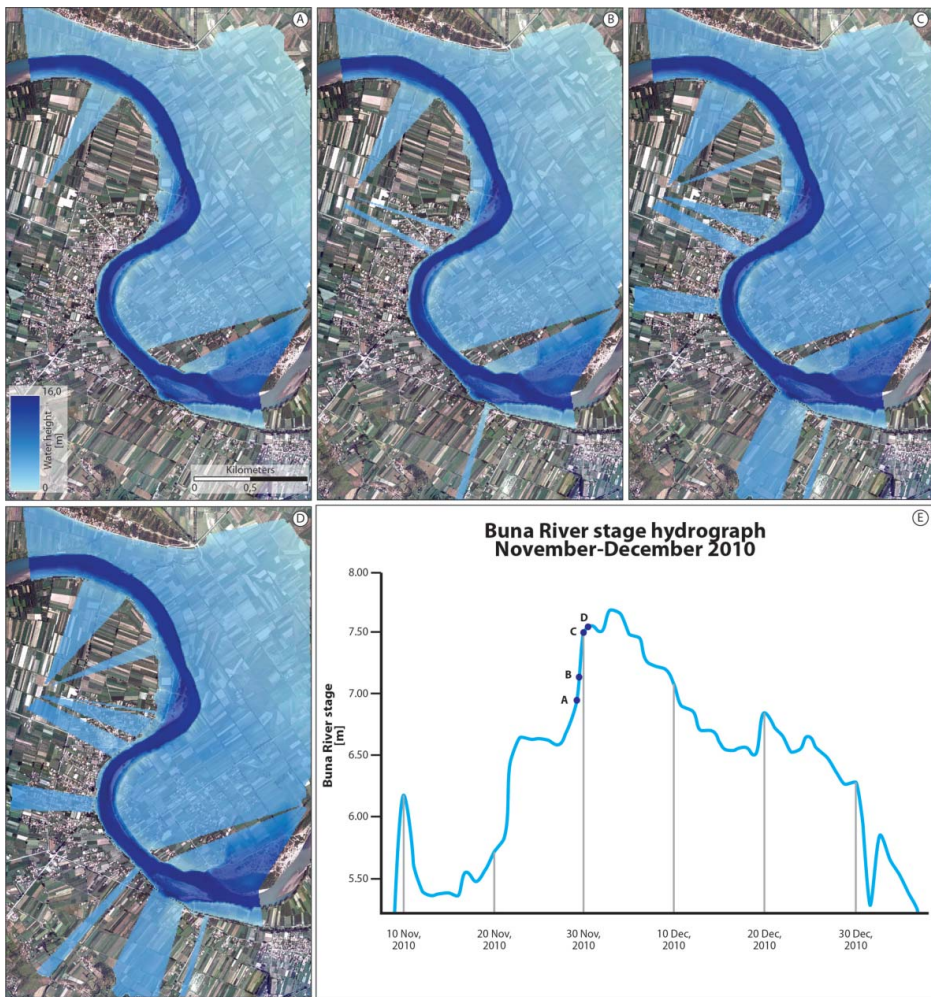 A
B
C
16,0
Water height
[m]
0
Kilometers
0
0,5
1
D
E
Buna River stage hydrograph
November-December 2010
8.00
7.50
7.00
6.50
6.00
5.50
Buna River stage
[m]
D
C
B
A
10 Nov,
2010
20 Nov,
2010
30 Nov,
2010
10 Dec,
2010
20 Dec,
2010
30 Dec,
2010